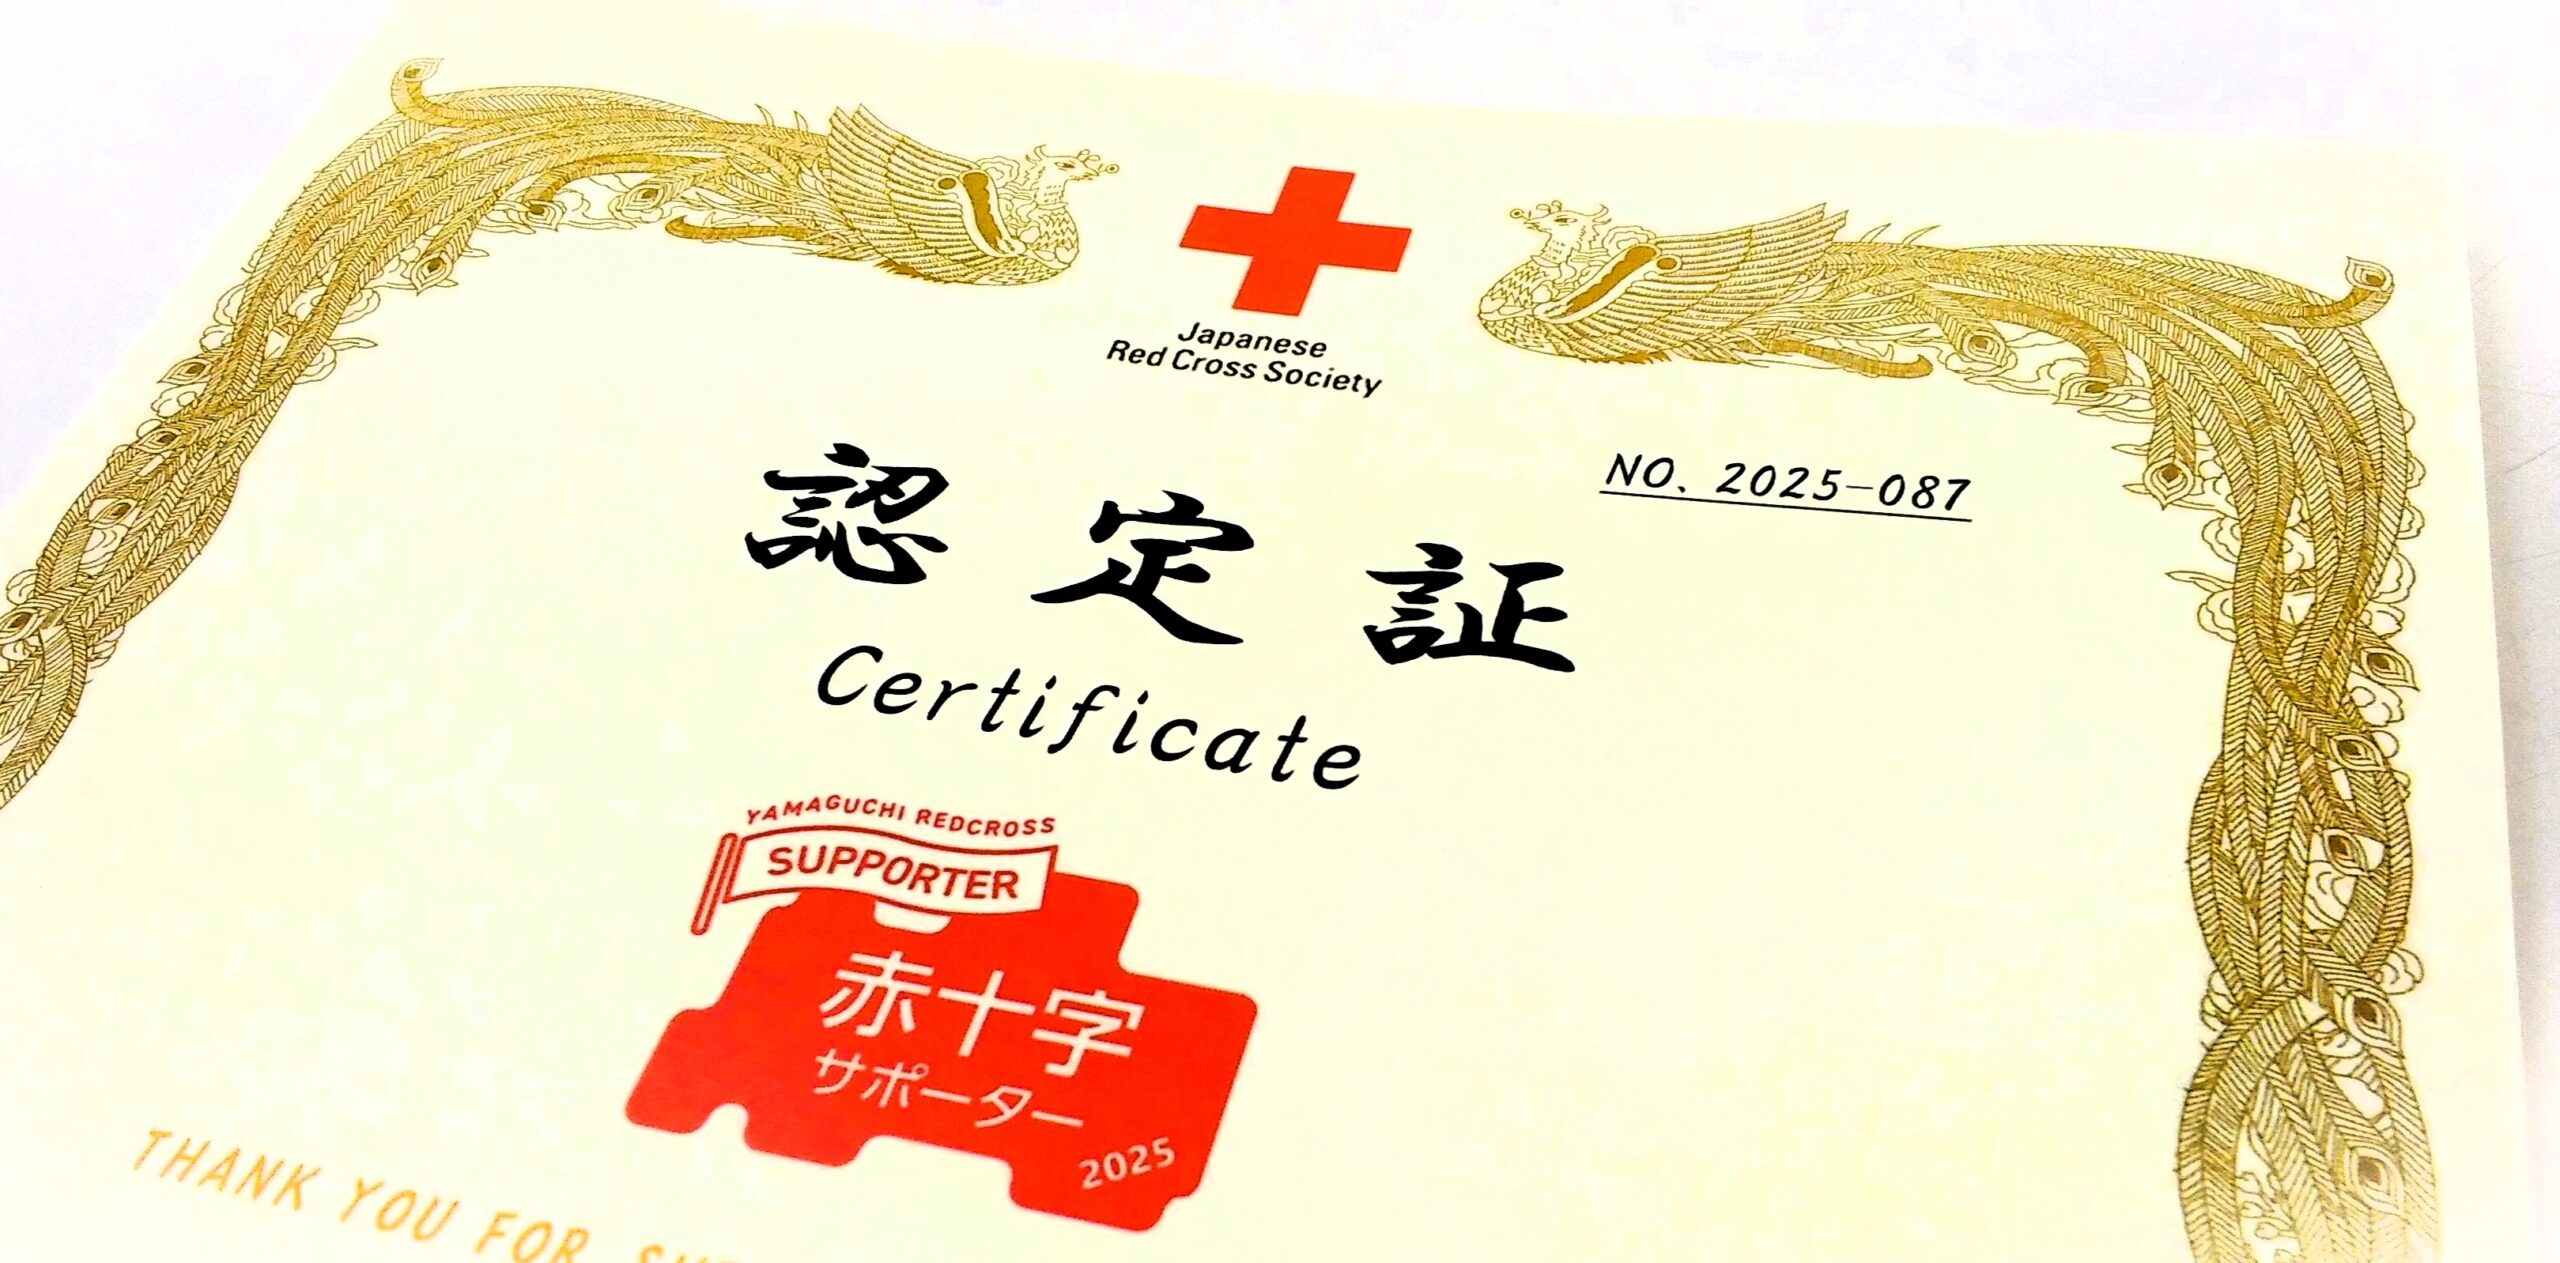 Japanese
Red Cross Society
NO. 2025-087
認定証
Certificate
YAMAGUCHI REDCROSS
SUPPORTER
赤十字
サポーター
2025
THANK YOU FOR